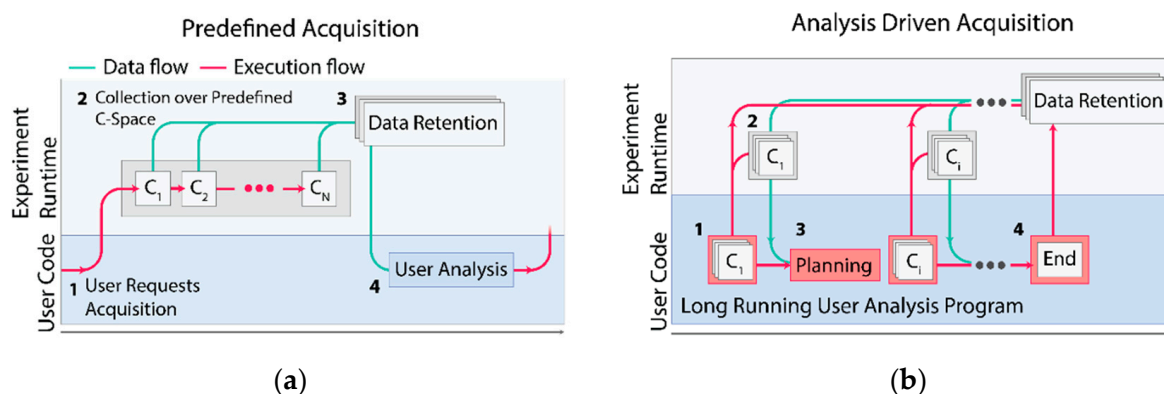 Predefined Acquisition
Data flow
Execution flow
2 Collection over Predefined
C-Space
3
Data Retention
C1
C2
CN
Experiment
Runtime
User Code
1 User Requests
Acquisition
4
User Analysis
(a)
Analysis Driven Acquisition
Data Retention
2
C1
Ci
Experiment
Runtime
1
C1
3
Planning
Ci
4
End
User Code
Long Running User Analysis Program
(b)